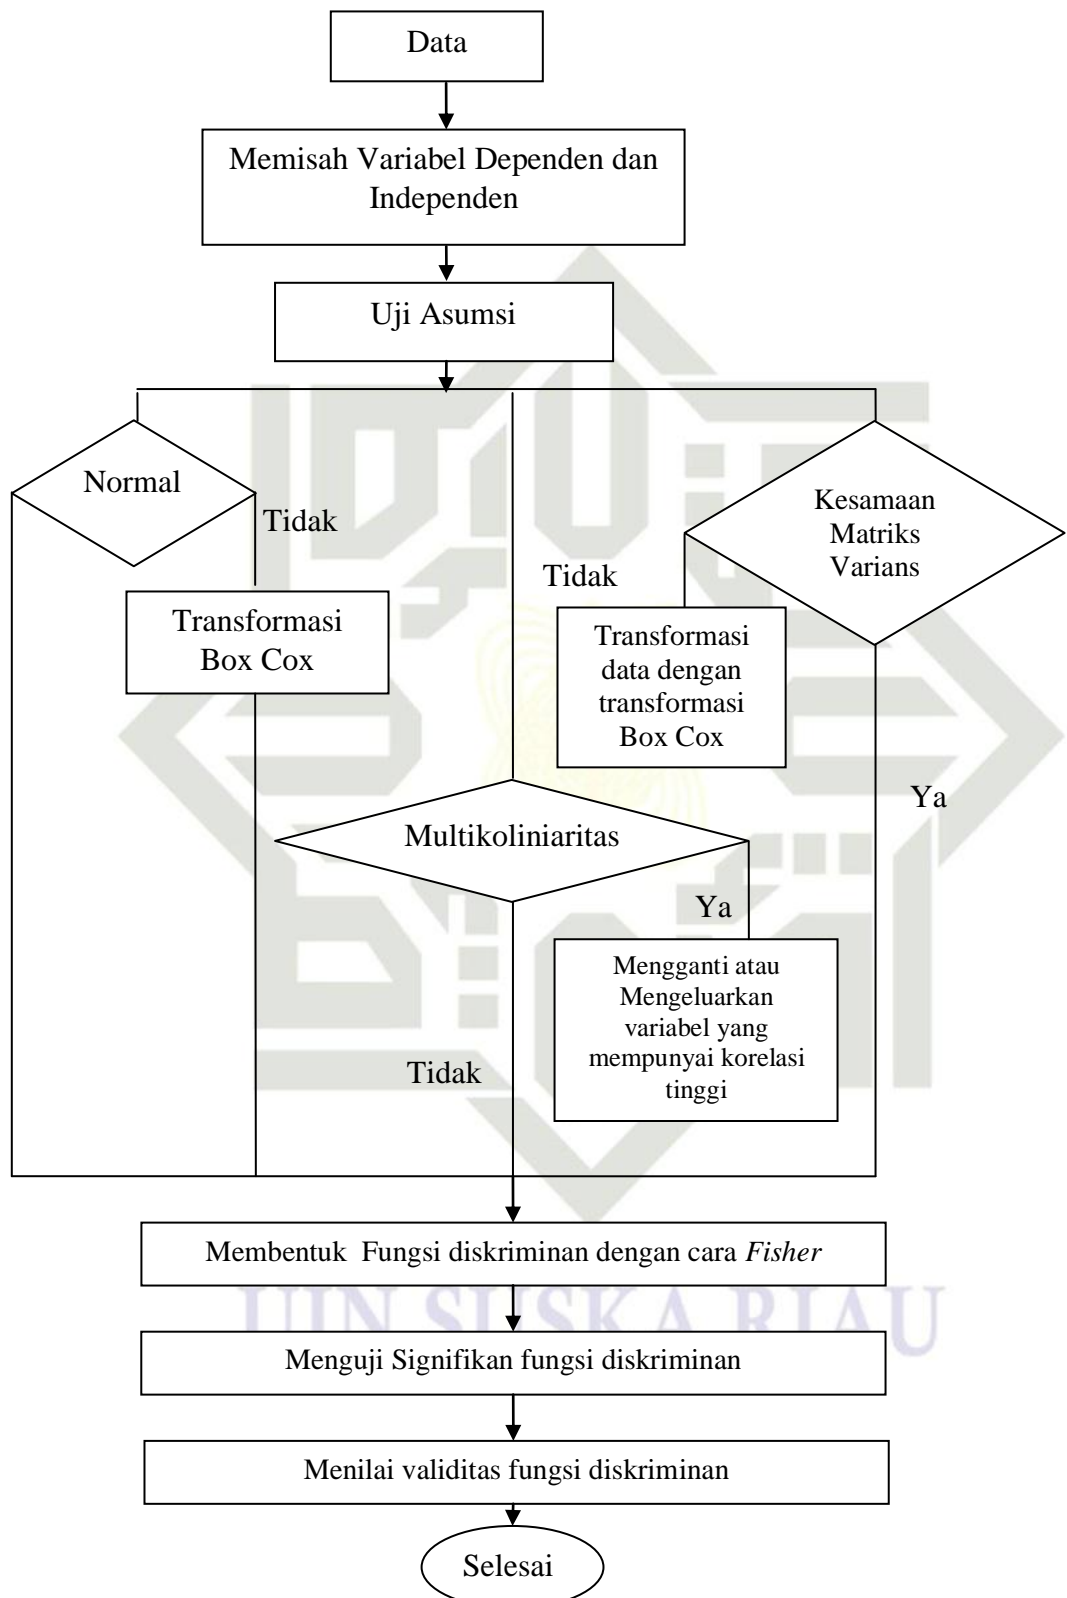 Data
Memisah Variabel Dependen dan
Independen
Uji Asumsi
Normal
Tidak
Transformasi
Box Cox
Kesamaan
Matriks
Varians
Tidak
Transformasi
data dengan
transformasi
Box Cox
Ya
Multikoliniaritas
Ya
Mengganti atau
Mengeluarkan
variabel yang
mempunyai korelasi
tinggi
Tidak
Membentuk Fungsi diskriminan dengan cara Fisher
UIN SUSKA RIAU
Menguji Signifikan fungsi diskriminan
Menilai validitas fungsi diskriminan
Selesai